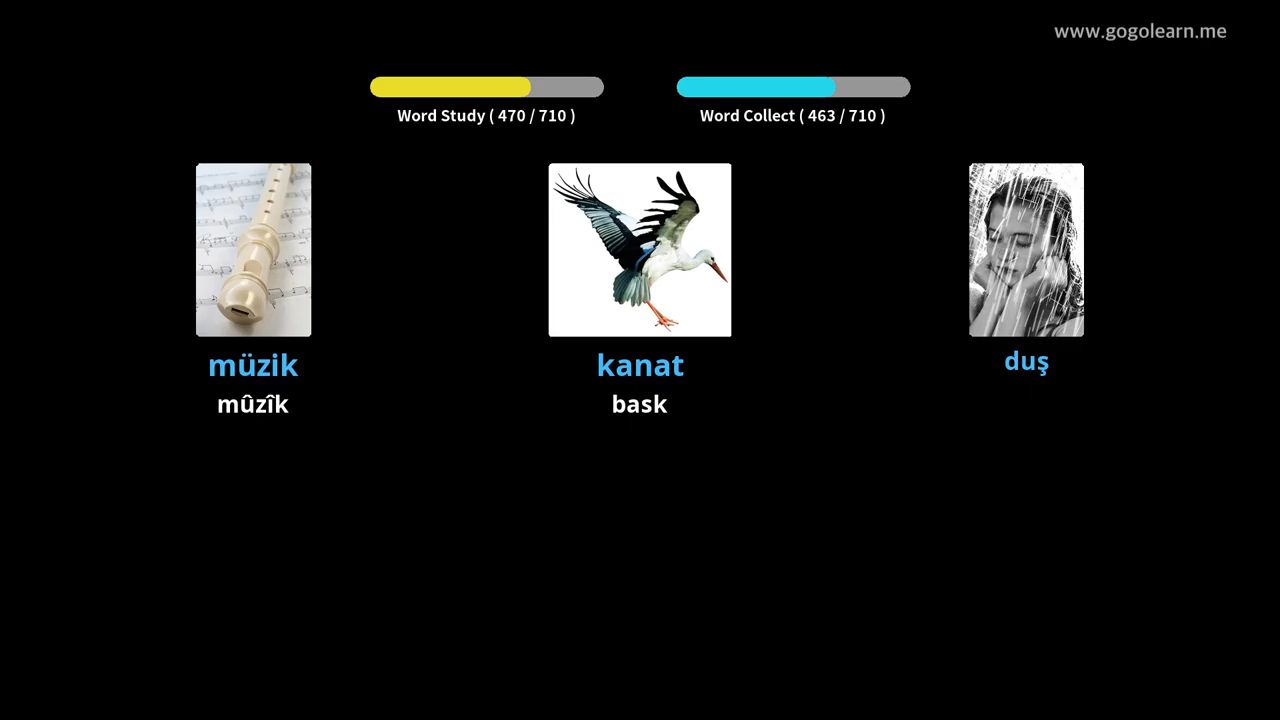 www.gogolearn.me
Word Study ( 470 / 710 )
Word Collect ( 463 / 710 )
müzik
mûzîk
kanat
bask
duş